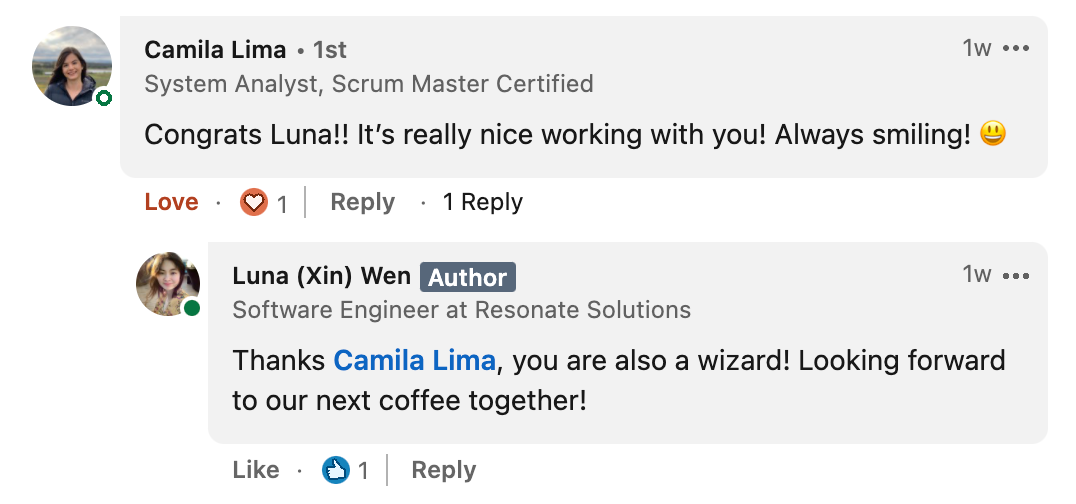 Camila Lima • 1st
1w •••
System Analyst, Scrum Master Certified
Congrats Luna!! It’s really nice working with you! Always smiling! 😃
Love · 1 | Reply · 1 Reply
Luna (Xin) Wen Author
1w •••
Software Engineer at Resonate Solutions
Thanks Camila Lima, you are also a wizard! Looking forward
to our next coffee together!
Like · 1 | Reply